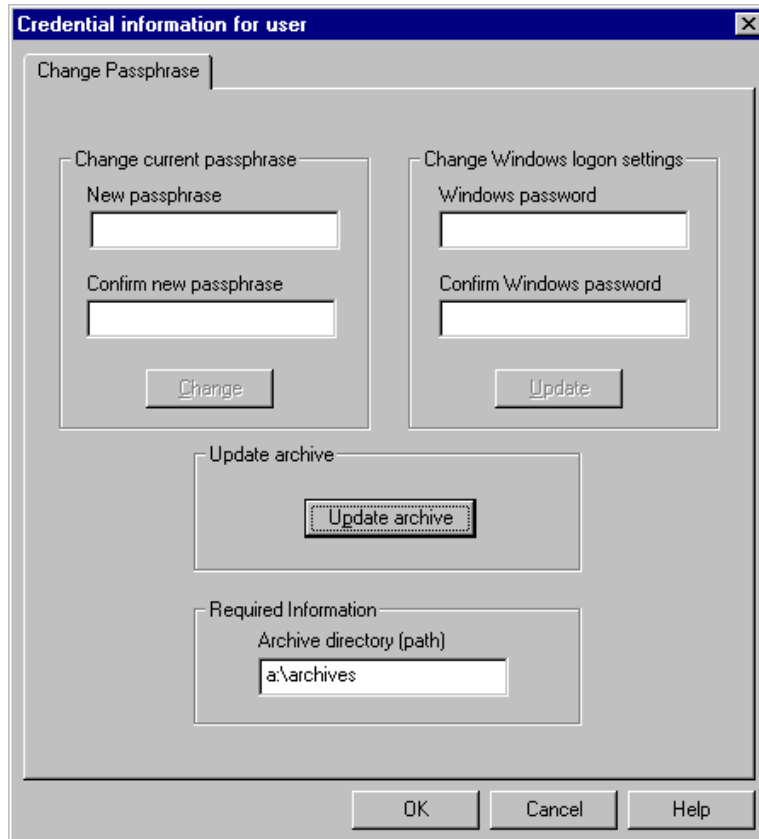 Credential information for user
Change Passphrase
Change current passphrase
New passphrase
Confirm new passphrase
Change
Change Windows logon settings
Windows password
Confirm Windows password
Update
Update archive
Update archive
Required Information
Archive directory (path)
a:\archives
OK
Cancel
Help